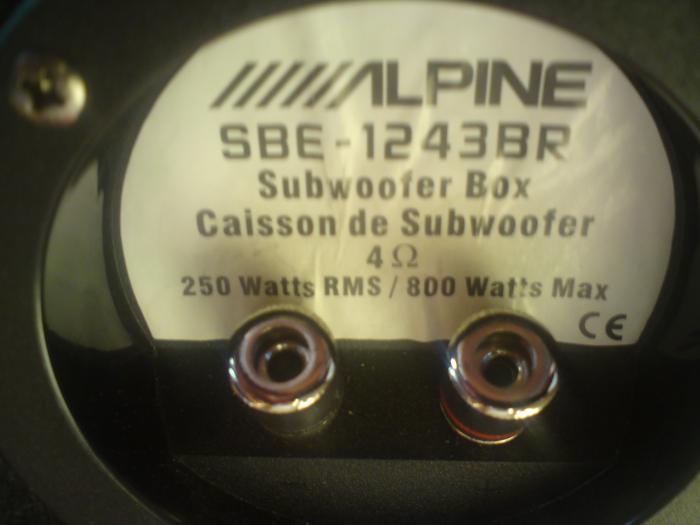 ALPINE
SBE-1243BR
Subwoofer Box
Caisson de Subwoofer
4Ω
250 Watts RMS / 800 Watts Max
CE